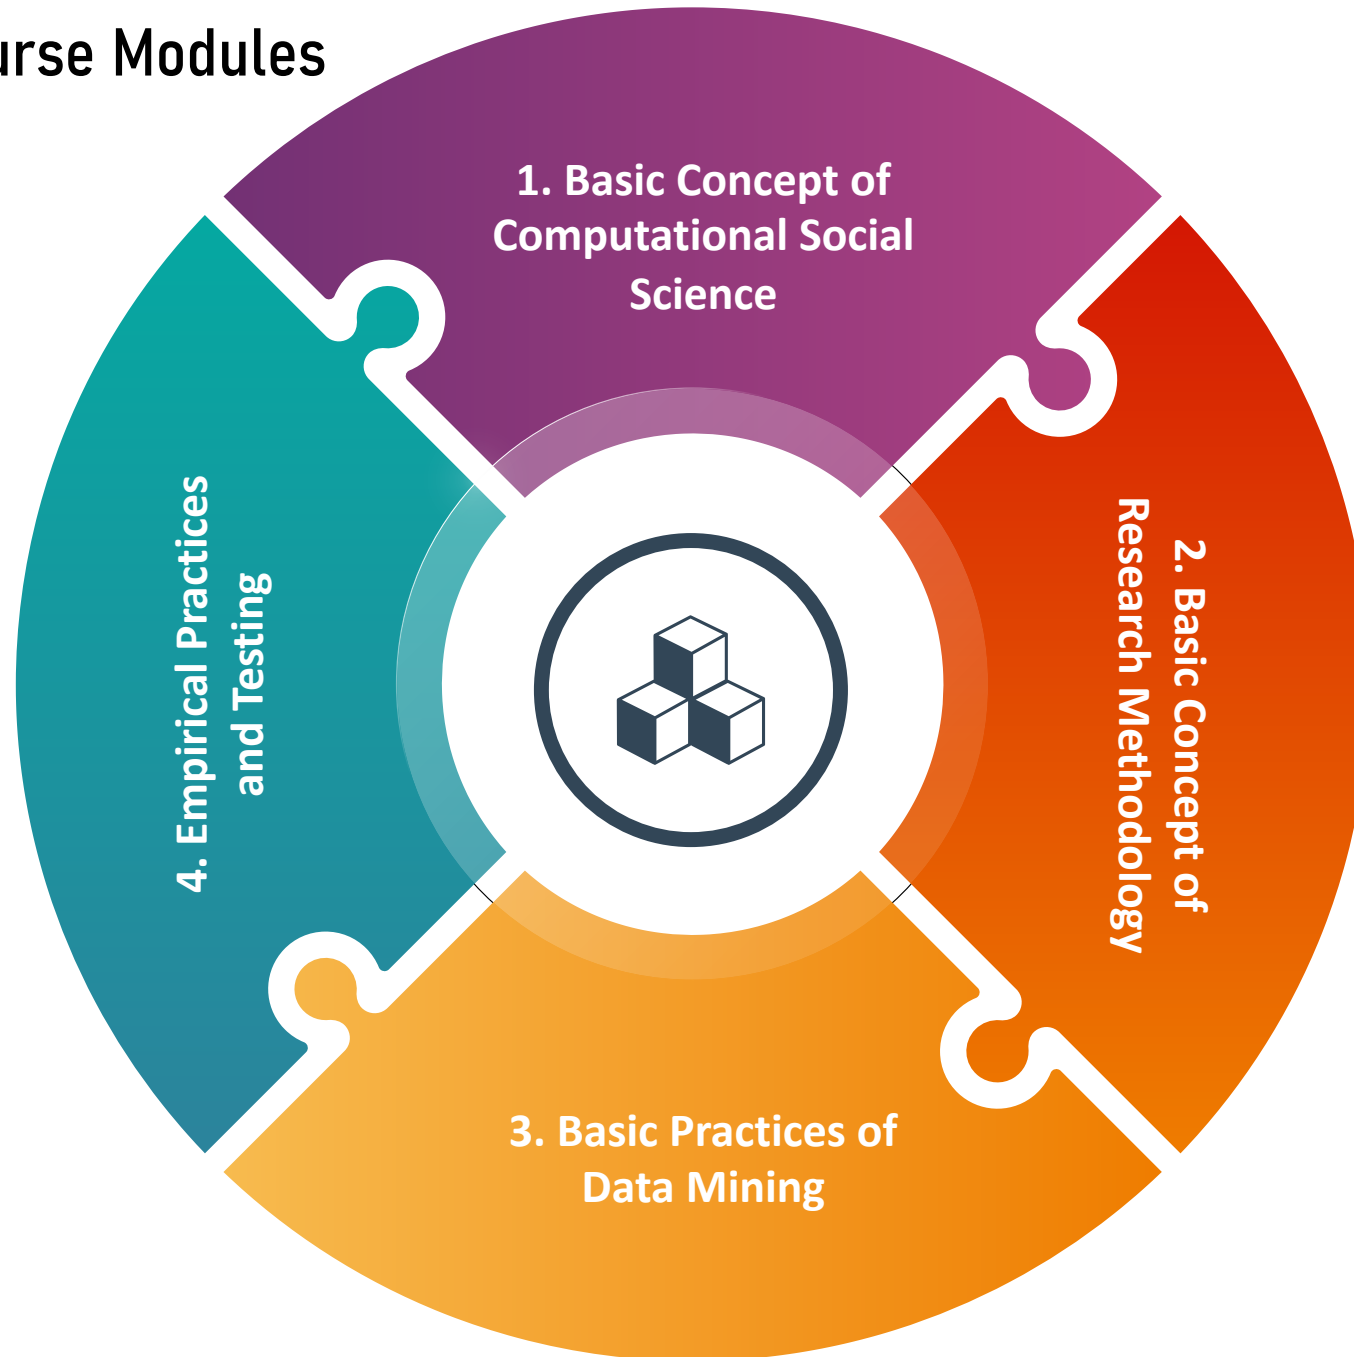 urse Modules
1. Basic Concept of
Computational Social
Science
2. Basic Concept of
Research Methodology
3. Basic Practices of
Data Mining
4. Empirical Practices
and Testing